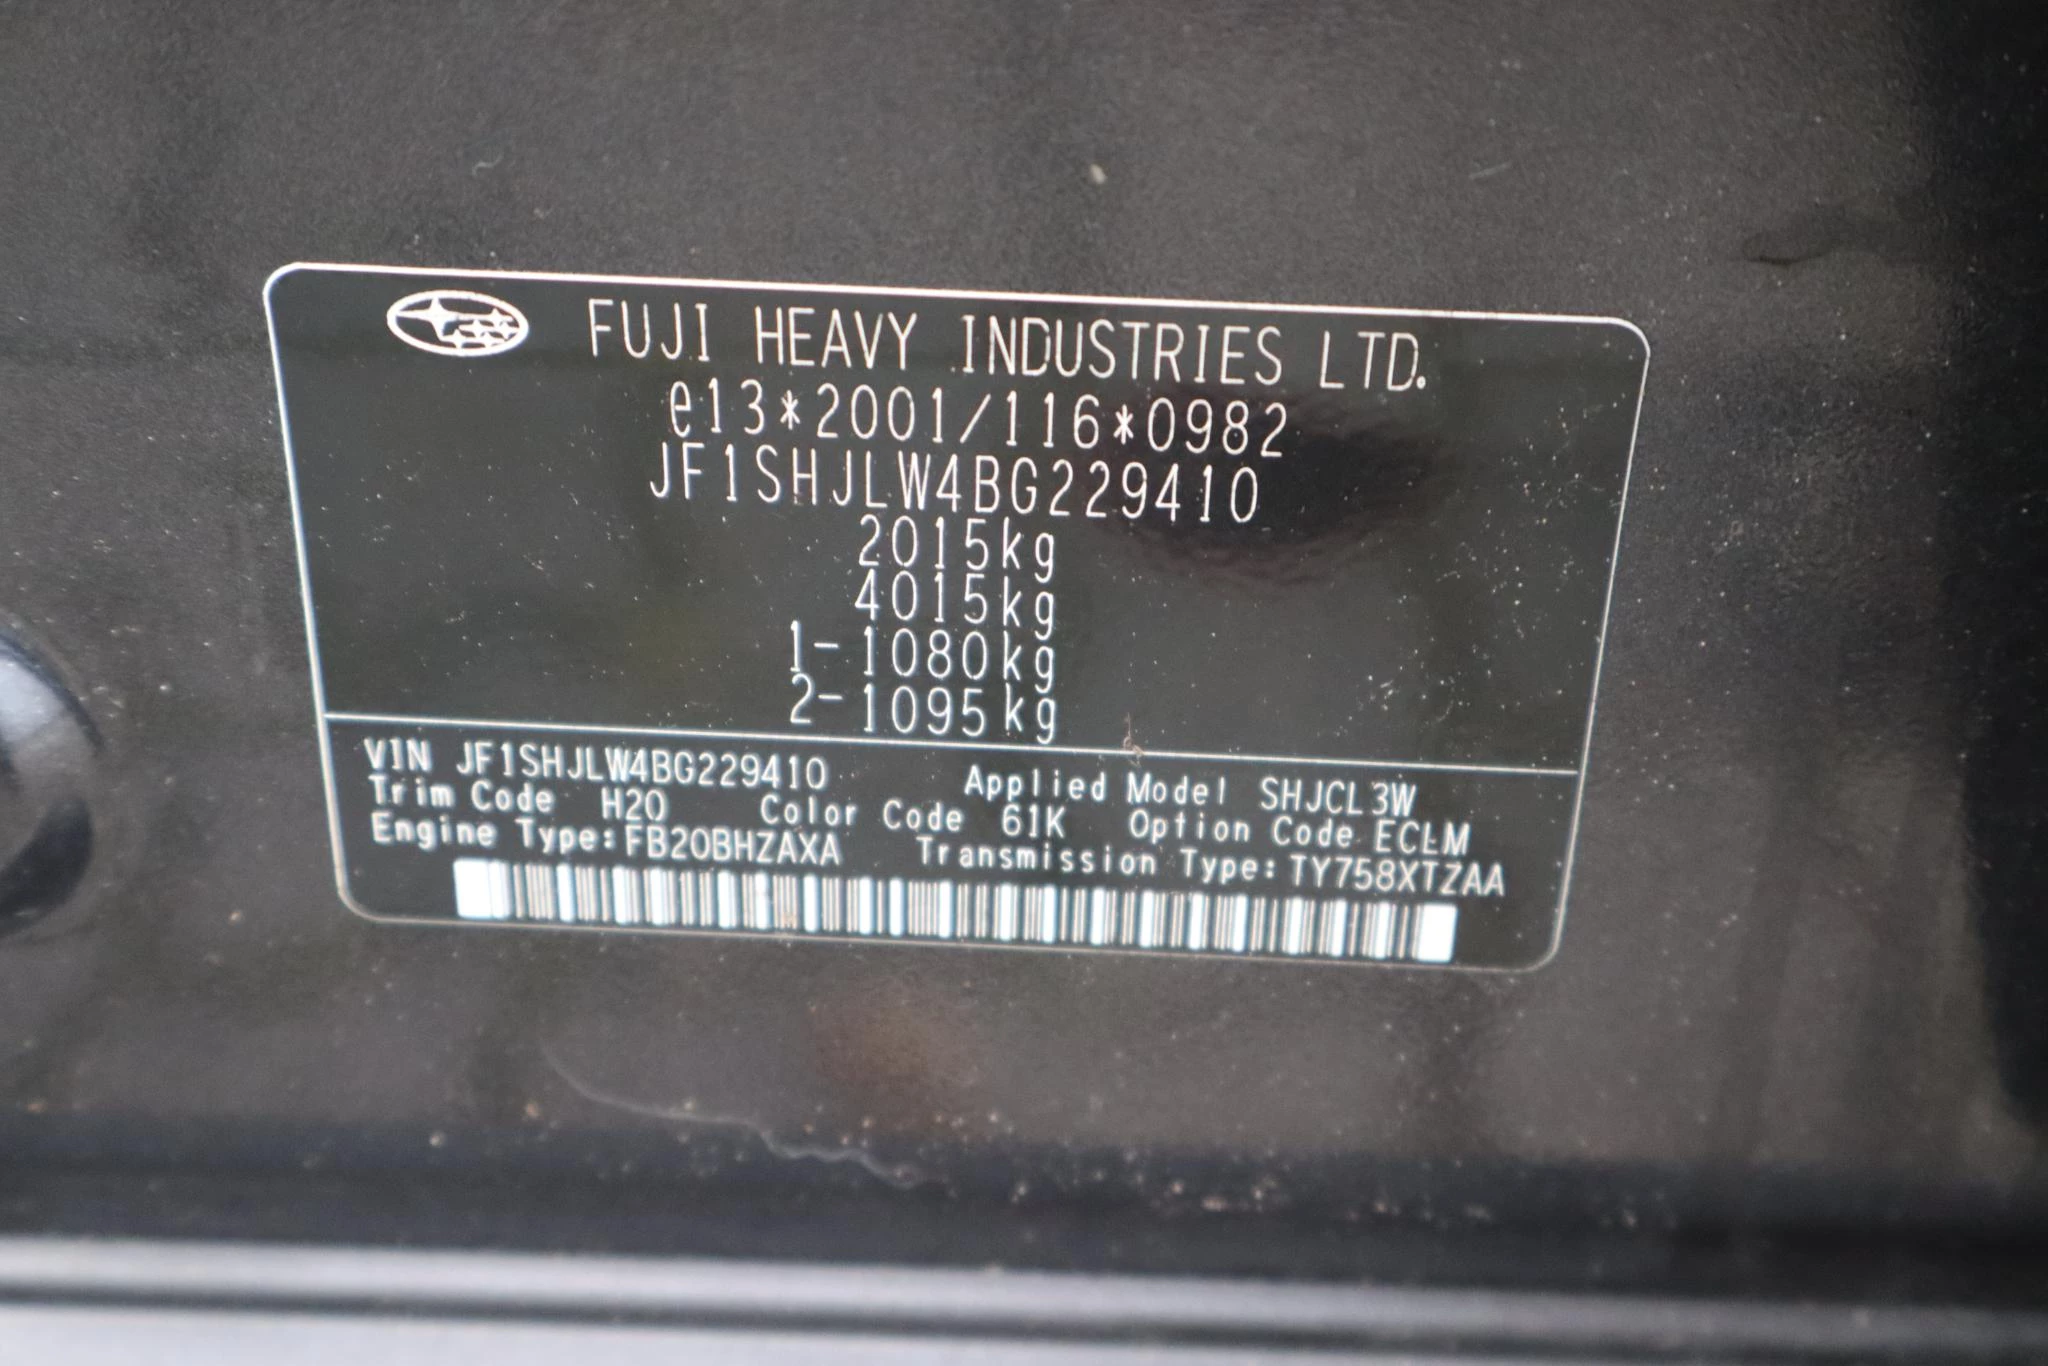 FUJI HEAVY INDUSTRIES LTD.
e13*2001/116*0982
JF1SHJLW4BG229410
2015kg
4015kg
1-1080kg
2-1095kg
VIN JF1SHJLW4BG229410 Applied Model SHJCL3W
Trim Code H20 Color Code 61K Option Code ECLM
Engine Type:FB20BHZAXA Transmission Type:TY758XTZAA